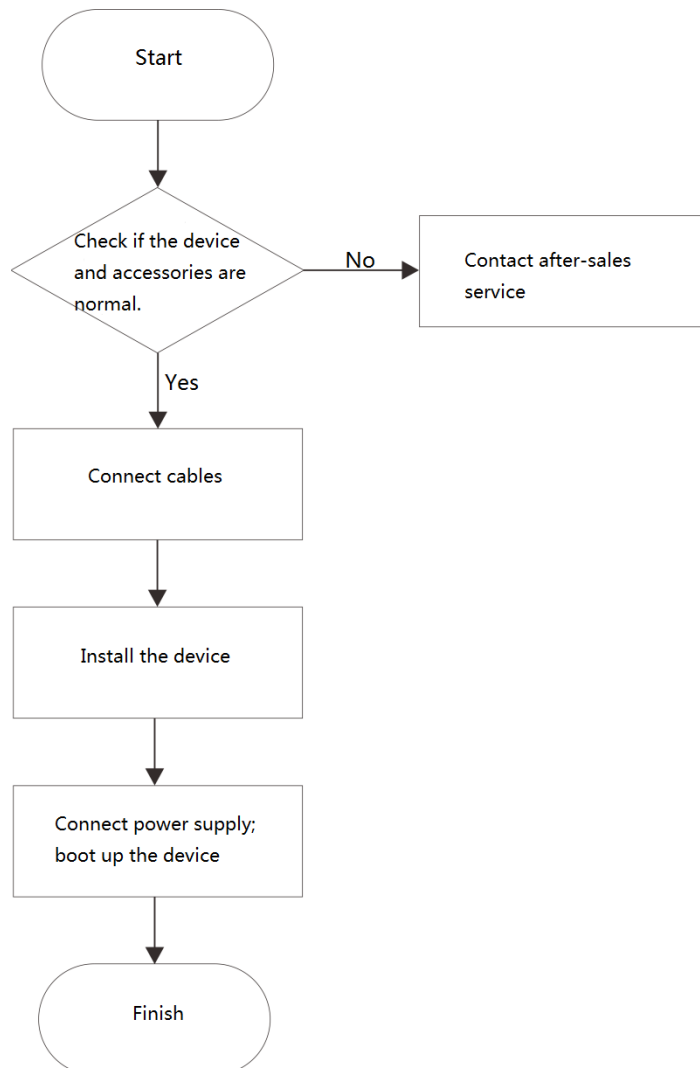 Start
Check if the device
and accessories are
normal.
No
Contact after-sales
service
Yes
Connect cables
Install the device
Connect power supply;
boot up the device
Finish